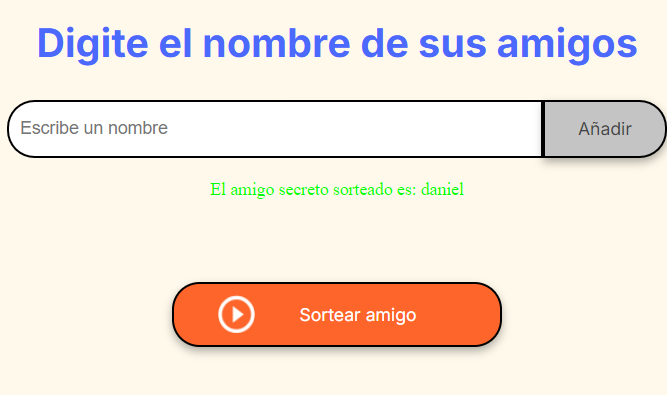 Digite el nombre de sus amigos
Escribe un nombre
Añadir
El amigo secreto sorteado es: daniel
Sortear amigo